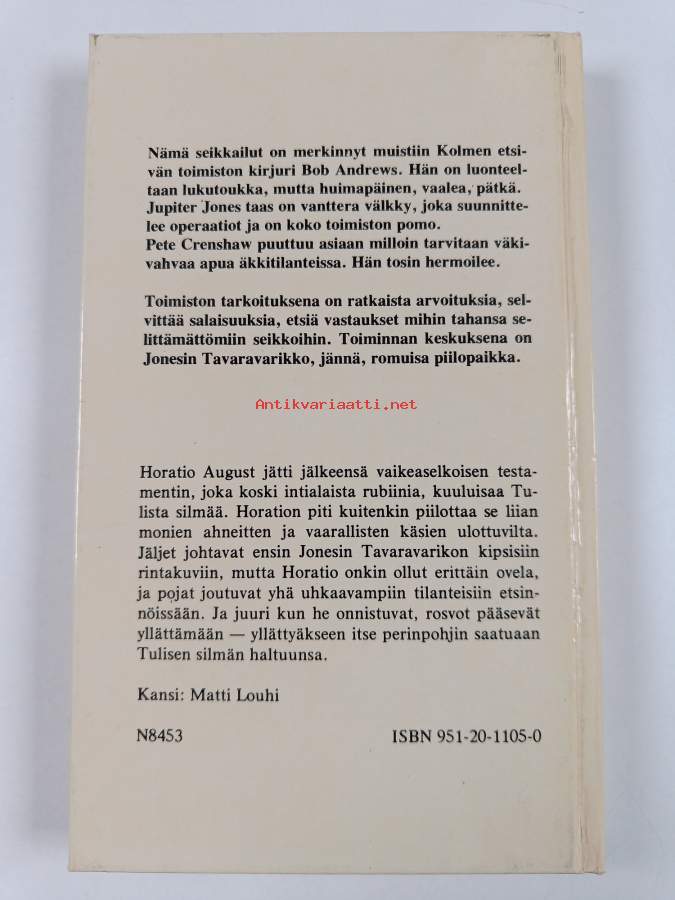 Nämä seikkailut on merkinnyt muistiin Kolmen etsi-
vän toimiston kirjuri Bob Andrews. Hän on luonteel-
taan lukutoukka, mutta huimapäinen, vaalea, pätkä.
Jupiter Jones taas on vanttera välkky, joka suunnitte-
lee operaatiot ja on koko toimiston pomo.
Pete Crenshaw puuttuu asiaan milloin tarvitaan väki-
vahvaa apua äkkitilanteissa. Hän tosin hermoilee.
Toimiston tarkoituksena on ratkaista arvoituksia, sel-
vittää salaisuuksia, etsiä vastaukset mihin tahansa se-
littämättömiin seikkoihin. Toiminnan keskuksena on
Jonesin Tavaravarikko, jännä, romuisa piilopaikka.
Antikvariaatti.net
Horatio August jätti jälkeensä vaikeaselkoisen testa-
mentin, joka koski intialaista rubiinia, kuuluisaa Tu-
lista silmää. Horation piti kuitenkin piilottaa se liian
monien ahneitten ja vaarallisten käsien ulottuvilta.
Jäljet johtavat ensin Jonesin Tavaravarikon kipsisiin
rintakuviin, mutta Horatio onkin ollut erittäin ovela,
ja pojat joutuvat yhä uhkaavampiin tilanteisiin etsin-
nöissään. Ja juuri kun he onnistuvat, rosvot pääsevät
yllättämään — yllättyäkseen itse perinpohjin saatuaan
Tulisen silmän haltuunsa.
Kansi: Matti Louhi
N8453 ISBN 951-20-1105-0